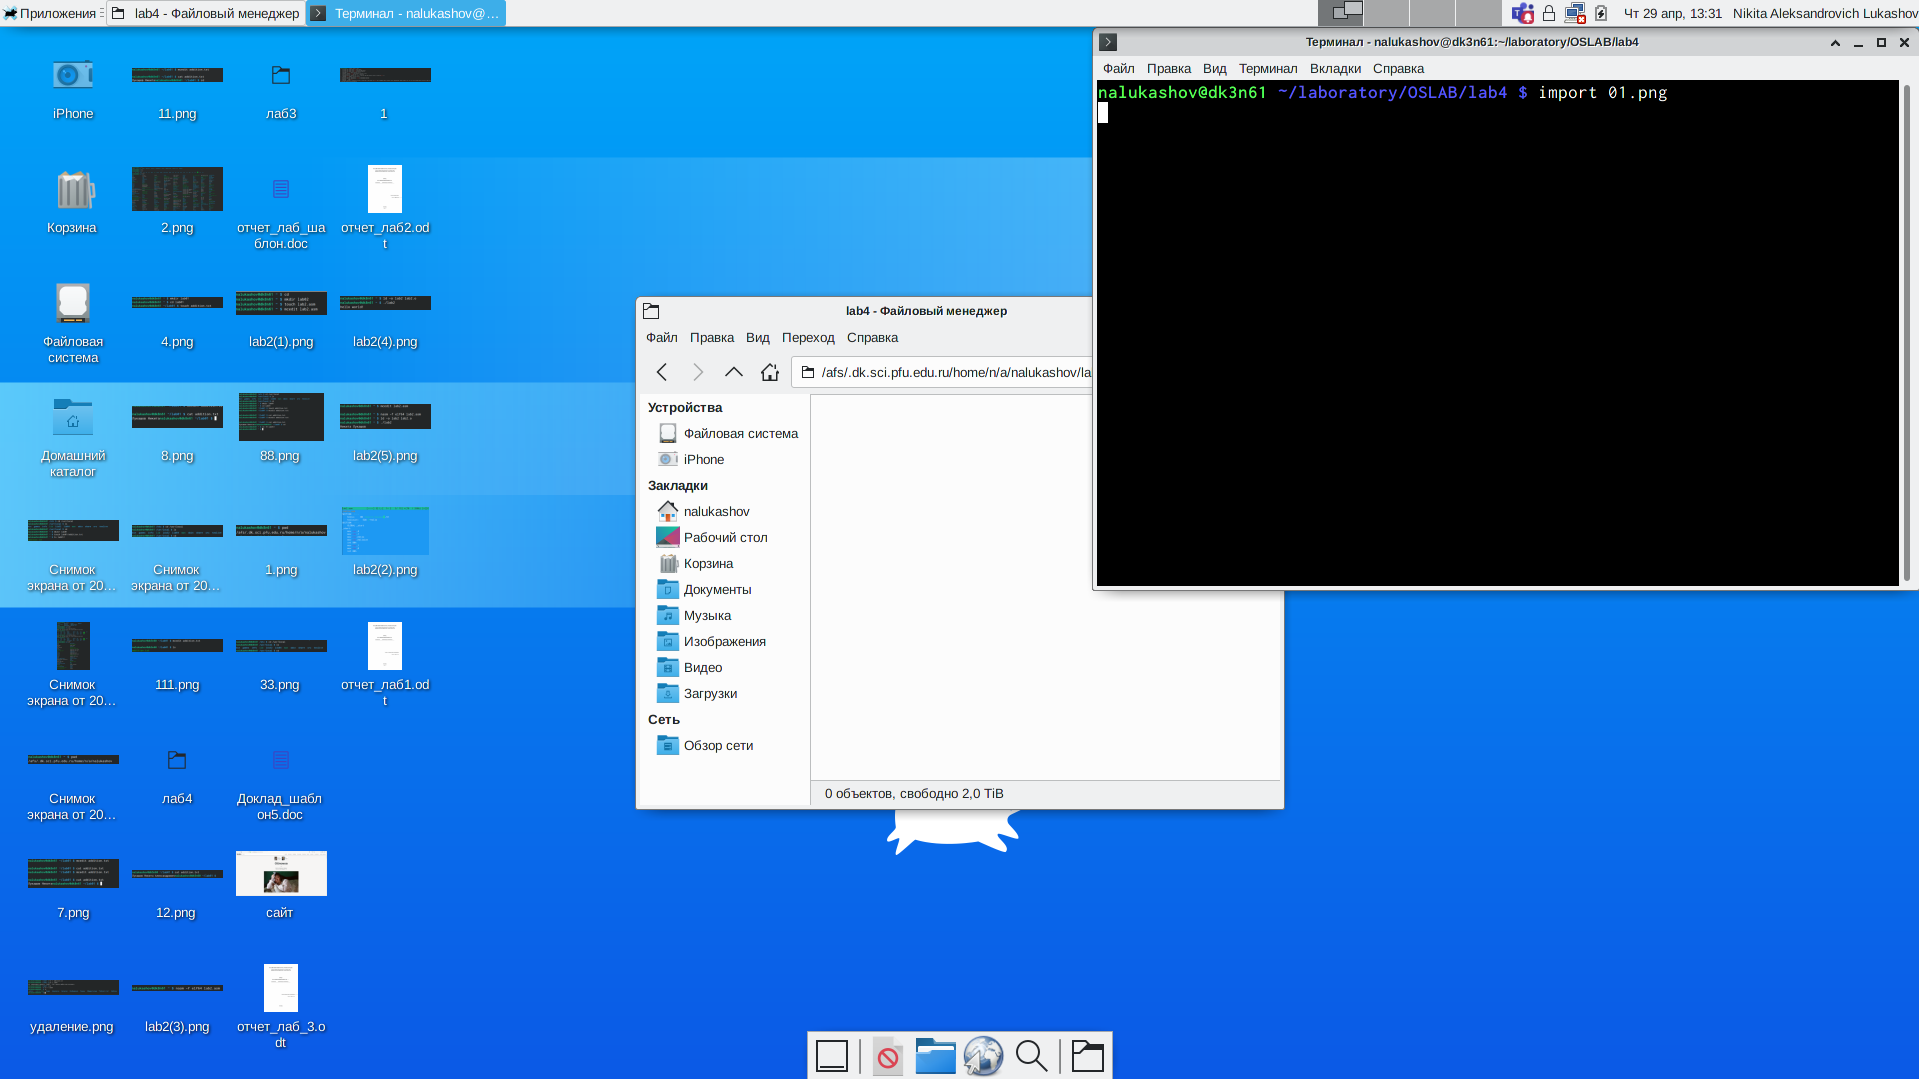 Приложения
lab4 - Файловый менеджер
Терминал - nalukashov@...
Чт 29 апр, 13:31
Nikita Aleksandrovich Lukashov
iPhone
11.png
лаб3
1
Корзина
2.png
отчет_лаб_ша
блон.doc
отчет_лаб2.od
t
Файловая
система
4.png
lab2(1).png
lab2(4).png
Домашний
каталог
8.png
88.png
lab2(5).png
Снимок
экрана от 20...
Снимок
экрана от 20...
1.png
lab2(2).png
Снимок
экрана от 20...
111.png
33.png
отчет_лаб1.od
t
Снимок
экрана от 20...
лаб4
Доклад_шабл
он5.doc
7.png
12.png
сайт
удаление.png
lab2(3).png
отчет_лаб_3.o
dt
lab4 - Файловый менеджер
Файл Правка Вид Переход Справка
/afs/.dk.sci.pfu.edu.ru/home/n/a/nalukashov/la
Устройства
Файловая система
iPhone
Закладки
nalukashov
Рабочий стол
Корзина
Документы
Музыка
Изображения
Видео
Загрузки
Сеть
Обзор сети
0 объектов, свободно 2,0 TiB
Терминал - nalukashov@dk3n61:~/laboratory/OSLAB/lab4
Файл Правка Вид Терминал Вкладки Справка
nalukashov@dk3n61 ~/laboratory/OSLAB/lab4 $ import 01.png